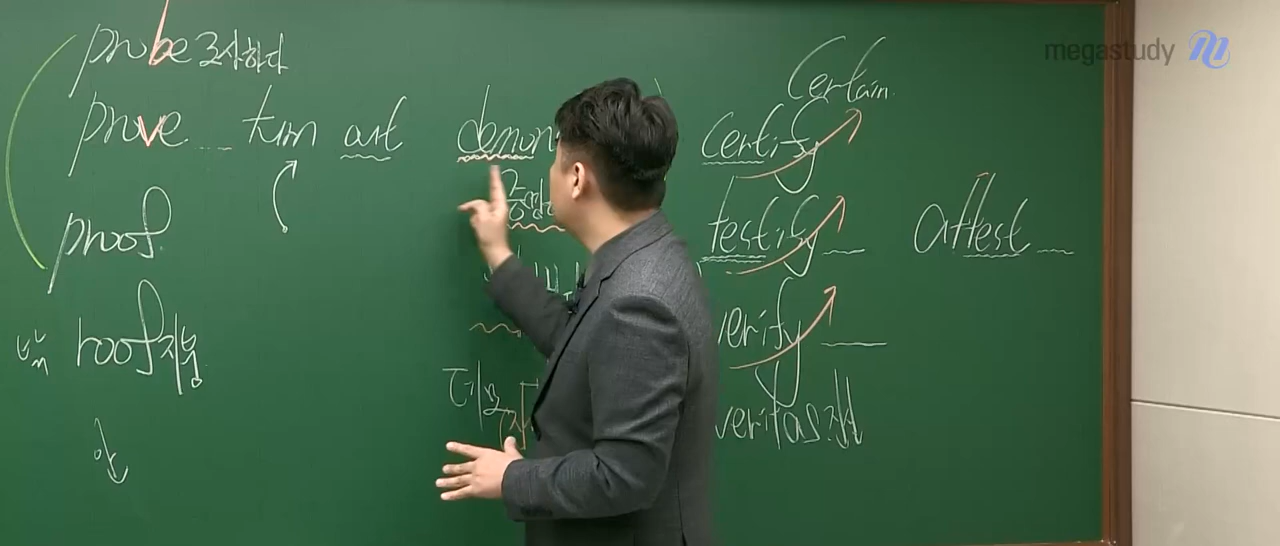 megastudy
probe 조사하다
certain
prove turn out demon certify
testify attest
proof
verify
roof 지붕
veritas 진리